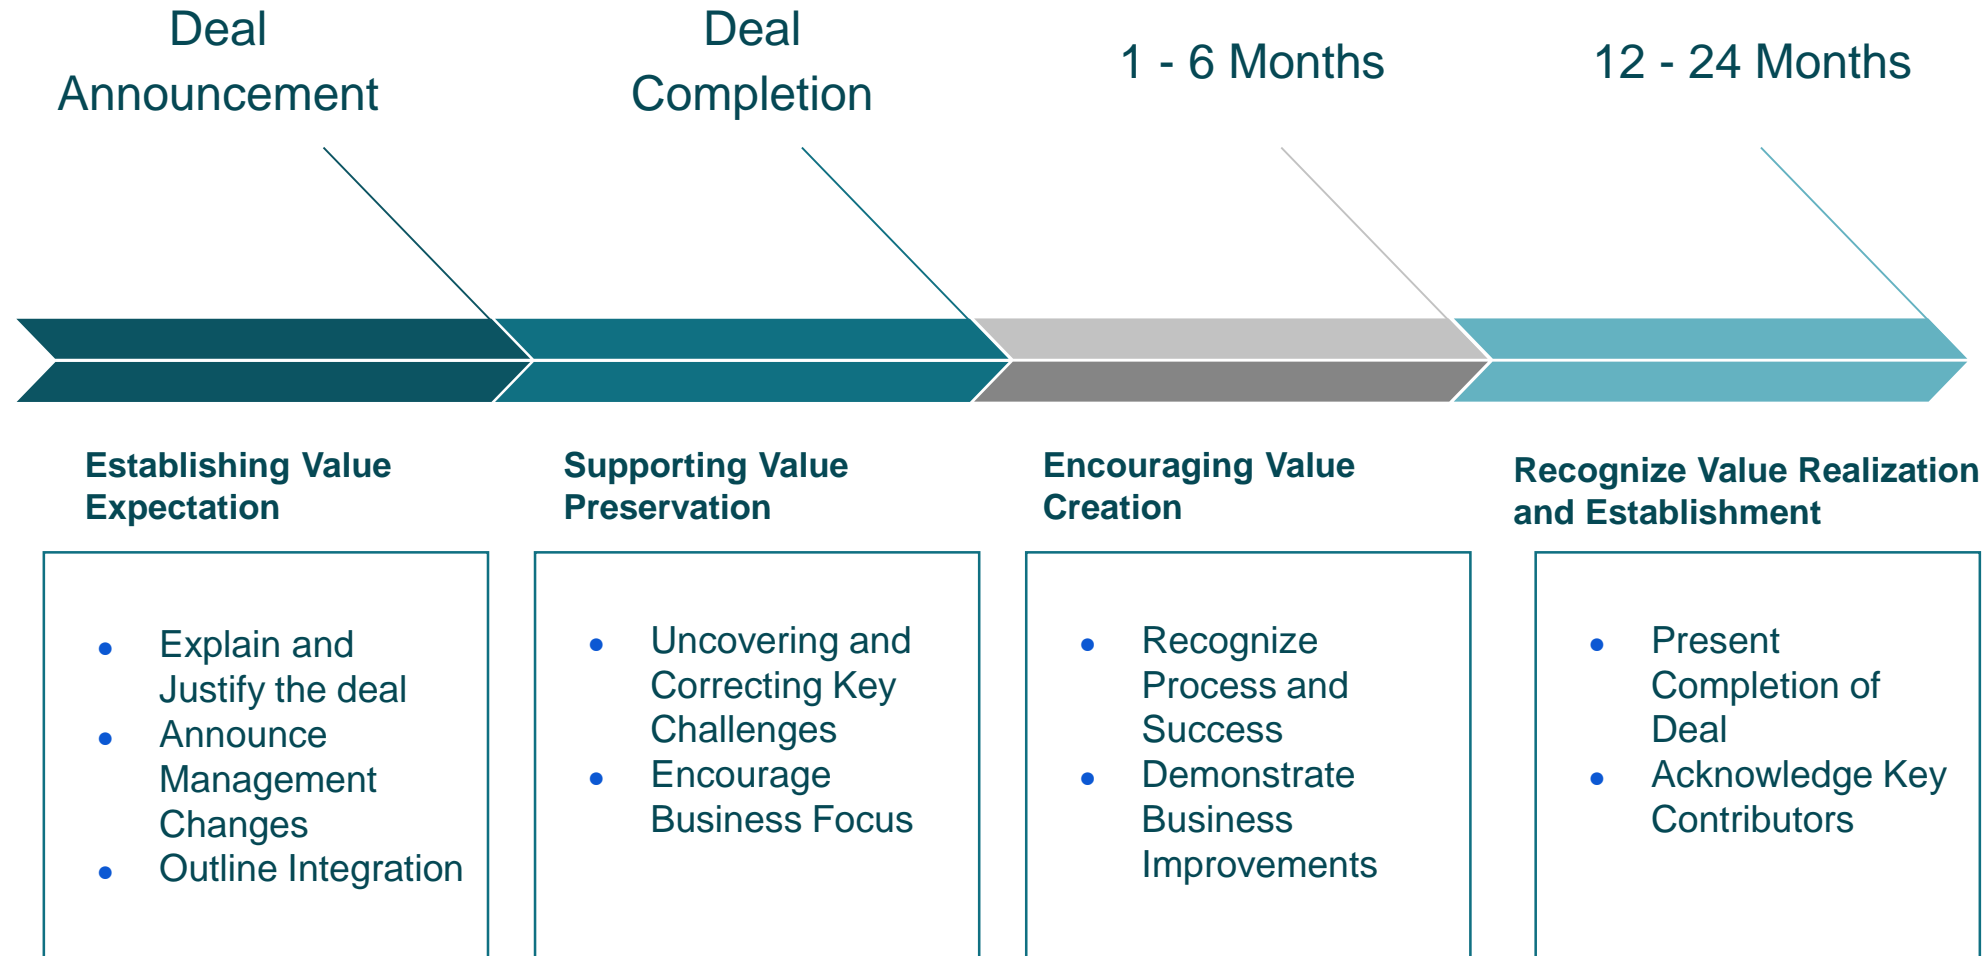 Deal
Announcement
Deal
Completion
1 - 6 Months
12 - 24 Months
Establishing Value
Expectation
Supporting Value
Preservation
Encouraging Value
Creation
Recognize Value Realization
and Establishment
● Explain and
Justify the deal
● Announce
Management
Changes
● Outline Integration
● Uncovering and
Correcting Key
Challenges
● Encourage
Business Focus
● Recognize
Process and
Success
● Demonstrate
Business
Improvements
● Present
Completion of
Deal
● Acknowledge Key
Contributors